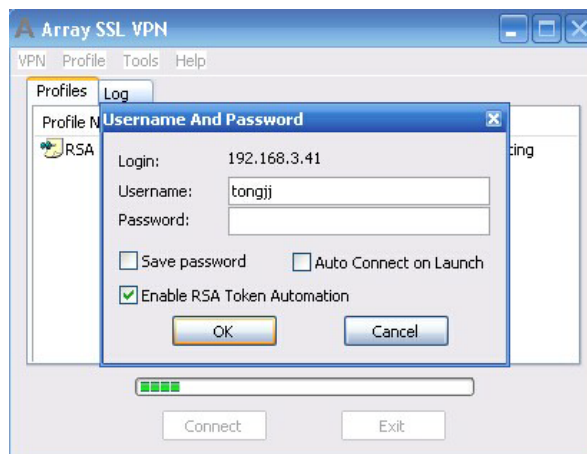 Array SSL VPN
VPN Profile Tools Help
Profiles Log
Profile N
RSA
Username And Password
Login: 192.168.3.41
Username: tongjj
Password:
Save password Auto Connect on Launch
Enable RSA Token Automation
OK Cancel
Connect Exit